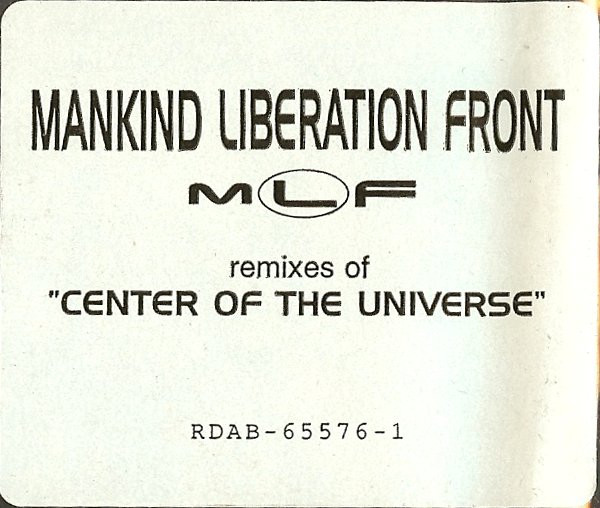 MANKIND LIBERATION FRONT
MLF
remixes of
"CENTER OF THE UNIVERSE"
RDAB-65576-1